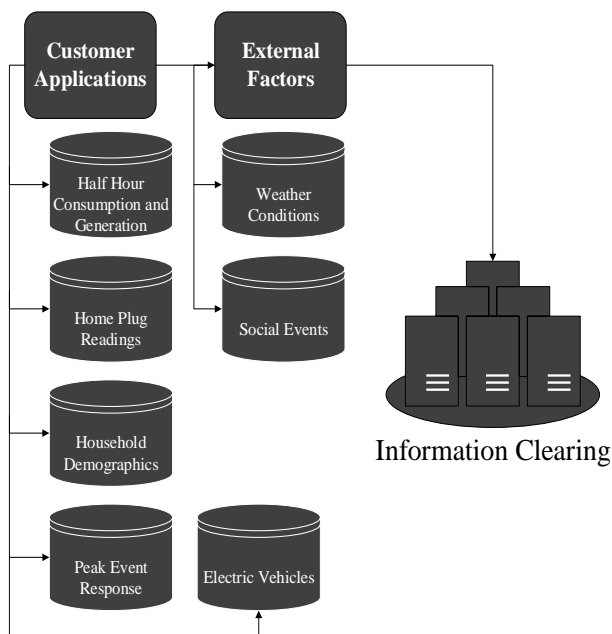 Customer
Applications
External
Factors
Half Hour
Consumption and
Generation
Weather
Conditions
Home Plug
Readings
Social Events
Household
Demographics
Information Clearing
Peak Event
Response
Electric Vehicles